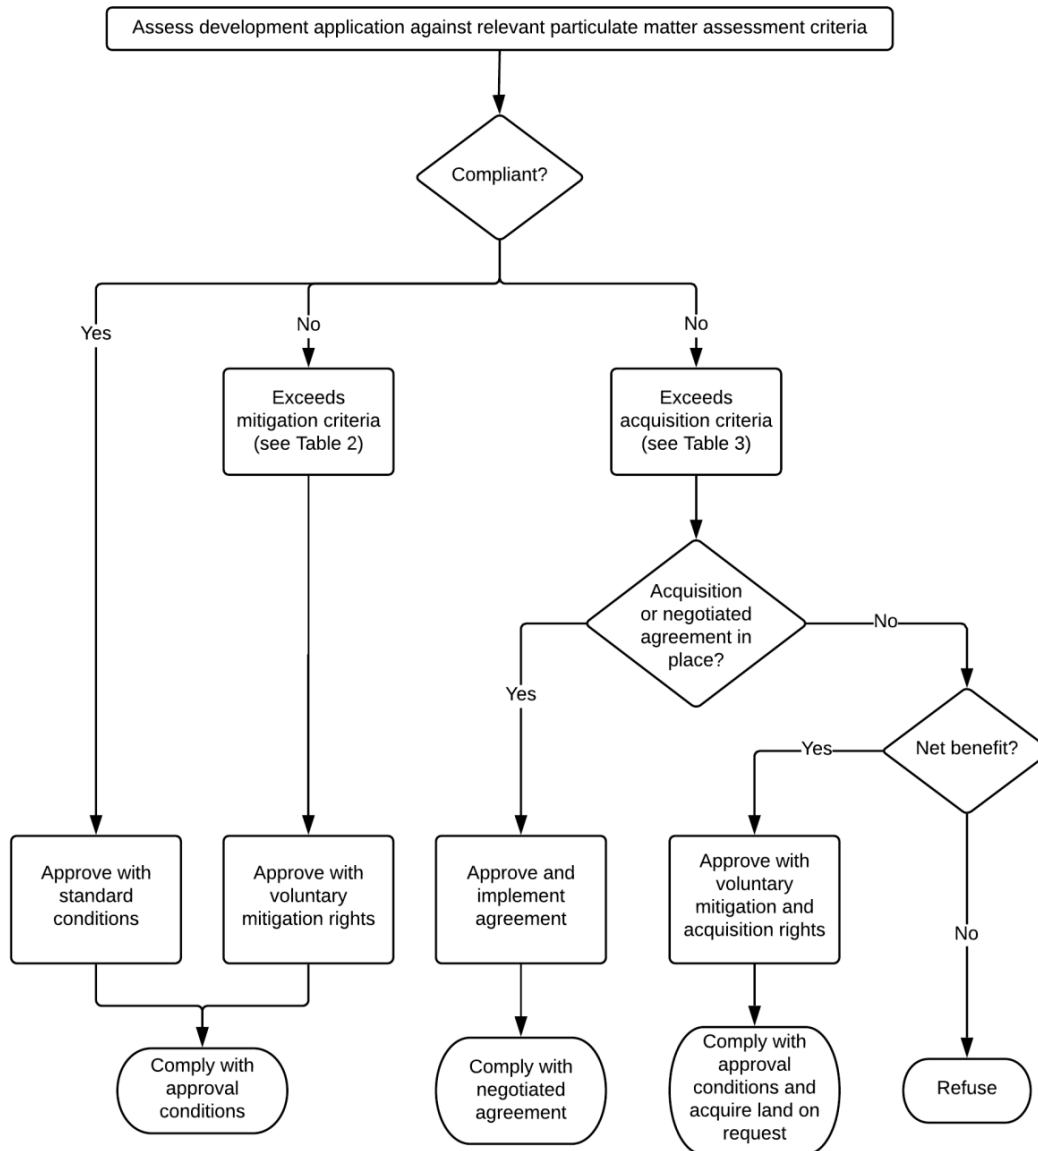 Assess development application against relevant particulate matter assessment criteria
Compliant?
Yes
No
No
Exceeds
mitigation criteria
(see Table 2)
Exceeds
acquisition criteria
(see Table 3)
Acquisition
or negotiated
agreement in
place?
No
Yes
Net benefit?
Yes
Approve with
standard
conditions
Approve with
voluntary
mitigation rights
Approve and
implement
agreement
Approve with
voluntary
mitigation and
acquisition rights
No
Comply with
approval
conditions
Comply with
negotiated
agreement
Comply with
approval
conditions and
acquire land on
request
Refuse